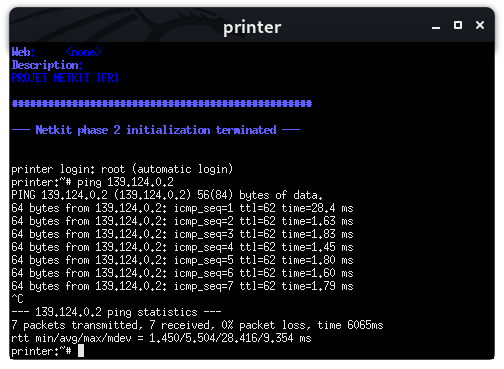 printer
Web:     <none>
Description:
PROJET NETKIT IERI
##################################################
--- Netkit phase 2 initialization terminated ---
printer login: root (automatic login)
printer:~# ping 139.124.0.2
PING 139.124.0.2 (139.124.0.2) 56(84) bytes of data.
64 bytes from 139.124.0.2: icmp_seq=1 ttl=62 time=28.4 ms
64 bytes from 139.124.0.2: icmp_seq=2 ttl=62 time=1.63 ms
64 bytes from 139.124.0.2: icmp_seq=3 ttl=62 time=1.83 ms
64 bytes from 139.124.0.2: icmp_seq=4 ttl=62 time=1.45 ms
64 bytes from 139.124.0.2: icmp_seq=5 ttl=62 time=1.80 ms
64 bytes from 139.124.0.2: icmp_seq=6 ttl=62 time=1.60 ms
64 bytes from 139.124.0.2: icmp_seq=7 ttl=62 time=1.79 ms
^C
--- 139.124.0.2 ping statistics ---
7 packets transmitted, 7 received, 0% packet loss, time 6065ms
rtt min/avg/max/mdev = 1.450/5.504/28.416/9.354 ms
printer:~#